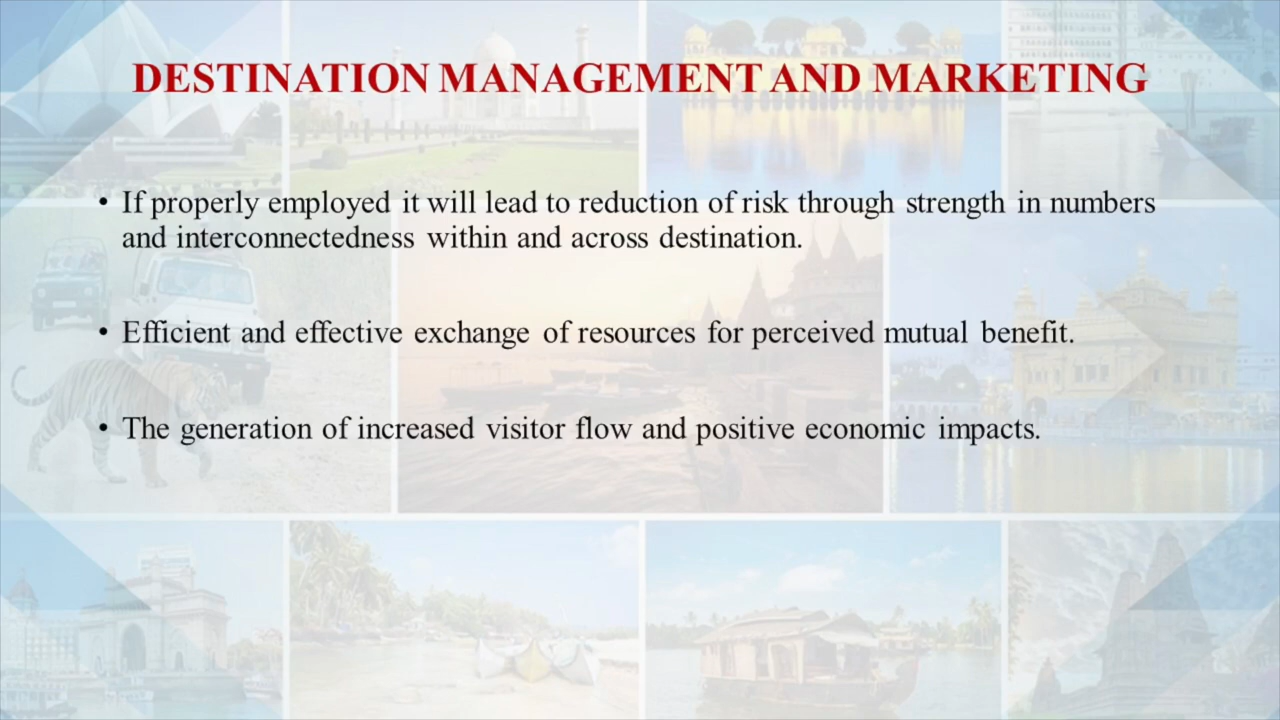 DESTINATION MANAGEMENT AND MARKETING
• If properly employed it will lead to reduction of risk through strength in numbers
and interconnectedness within and across destination.
• Efficient and effective exchange of resources for perceived mutual benefit.
• The generation of increased visitor flow and positive economic impacts.